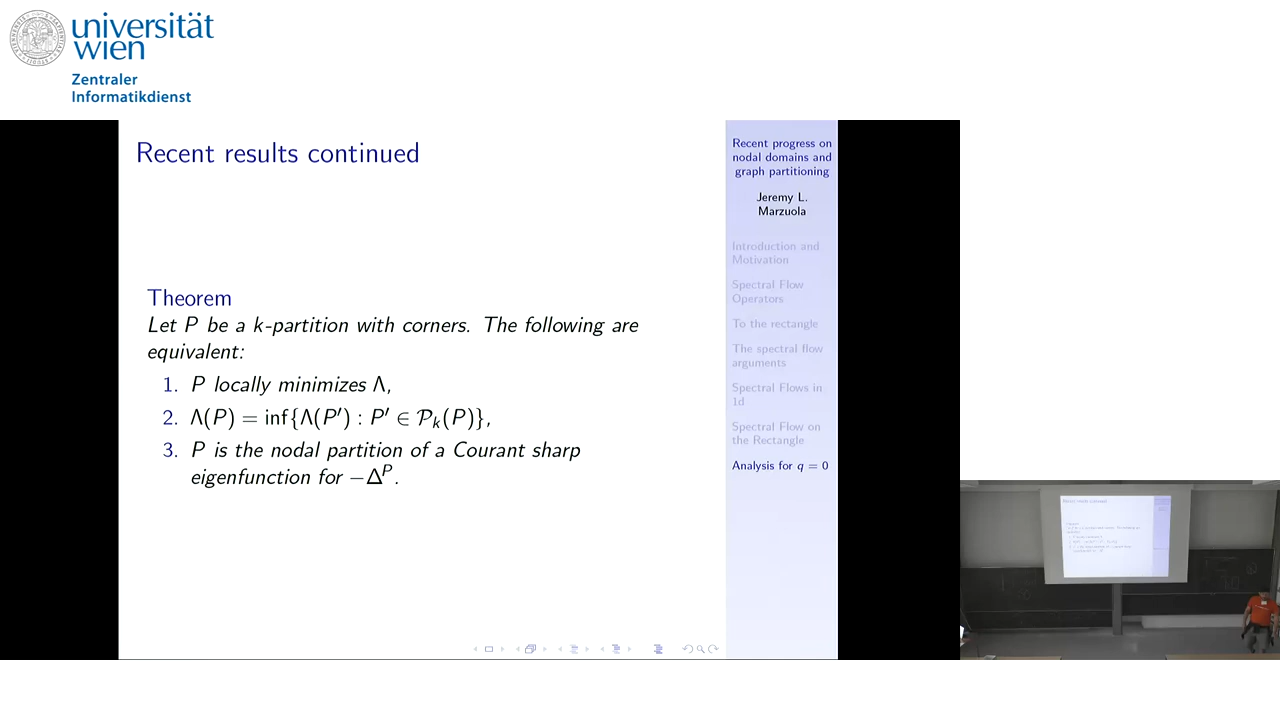 universität
wien
Zentraler
Informatikdienst
Recent results continued
Theorem
Let P be a k-partition with corners. The following are
equivalent:
1. P locally minimizes Λ,
2. Λ(P) = inf{Λ(P′) : P′ ∈ 𝒫ₖ(P)},
3. P is the nodal partition of a Courant sharp
eigenfunction for −Δᴾ.
Recent progress on
nodal domains and
graph partitioning
Jeremy L.
Marzuola
Introduction and
Motivation
Spectral Flow
Operators
To the rectangle
The spectral flow
arguments
Spectral Flows in
1d
Spectral Flow on
the Rectangle
Analysis for q = 0